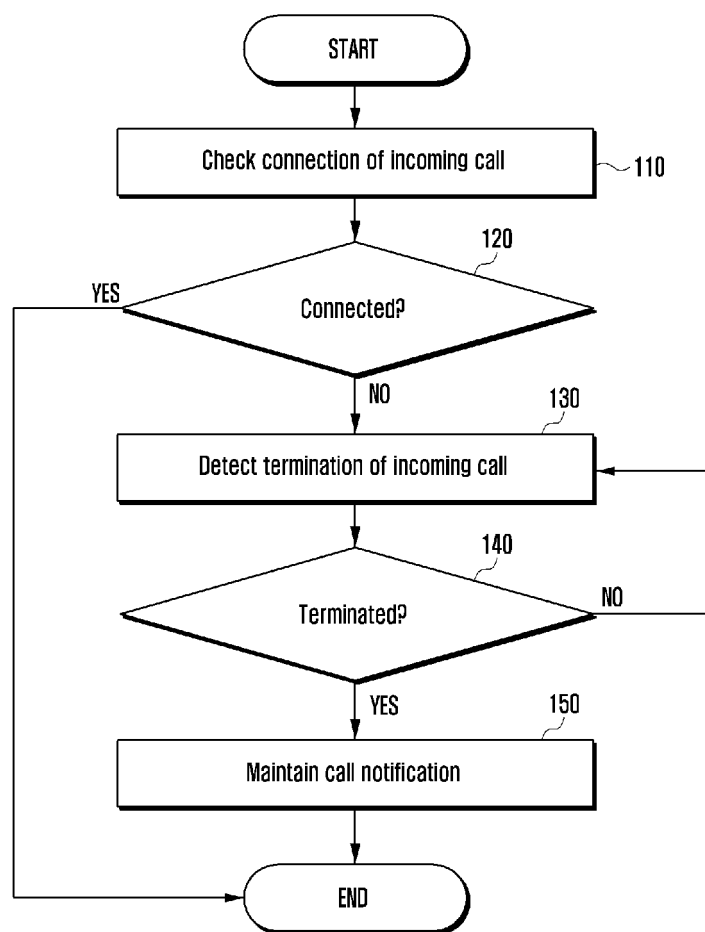 START
Check connection of incoming call
110
120
YES
Connected?
NO
130
Detect termination of incoming call
140
Terminated?
NO
YES
150
Maintain call notification
END